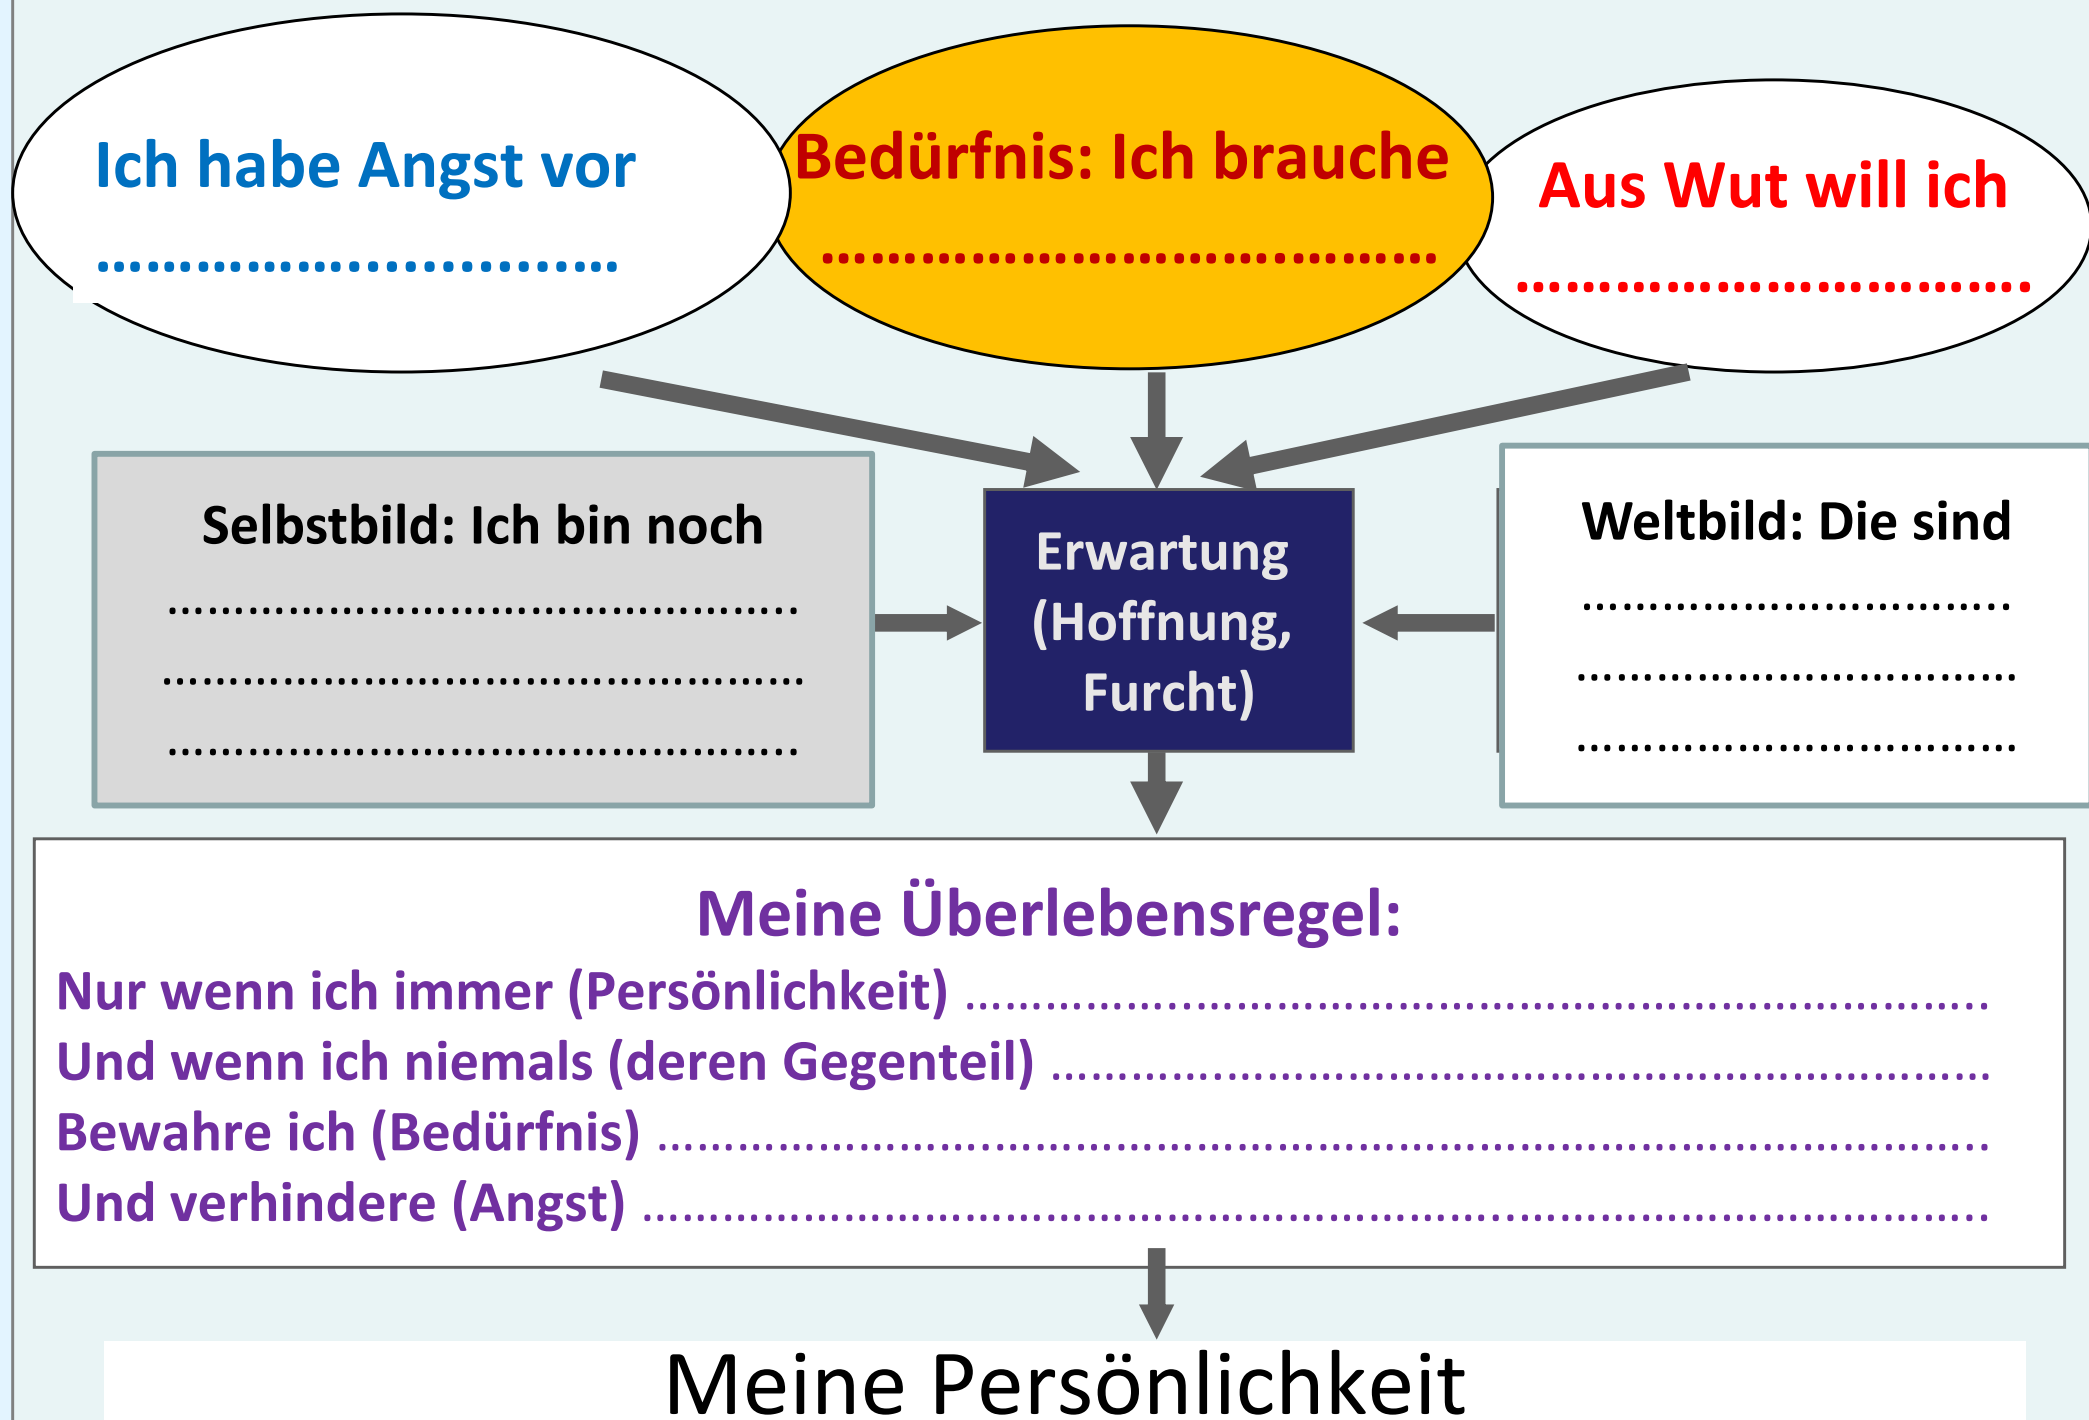 Ich habe Angst vor
…………………………
Bedürfnis: Ich brauche
………………………………
Aus Wut will ich
…………………………
Selbstbild: Ich bin noch
…………………………………………
…………………………………………
…………………………………………
Erwartung
(Hoffnung,
Furcht)
Weltbild: Die sind
……………………………
……………………………
……………………………
Meine Überlebensregel:
Nur wenn ich immer (Persönlichkeit) ……………………………………………………………………
Und wenn ich niemals (deren Gegenteil) ………………………………………………………………
Bewahre ich (Bedürfnis) …………………………………………………………………………………………
Und verhindere (Angst) …………………………………………………………………………………………
Meine Persönlichkeit